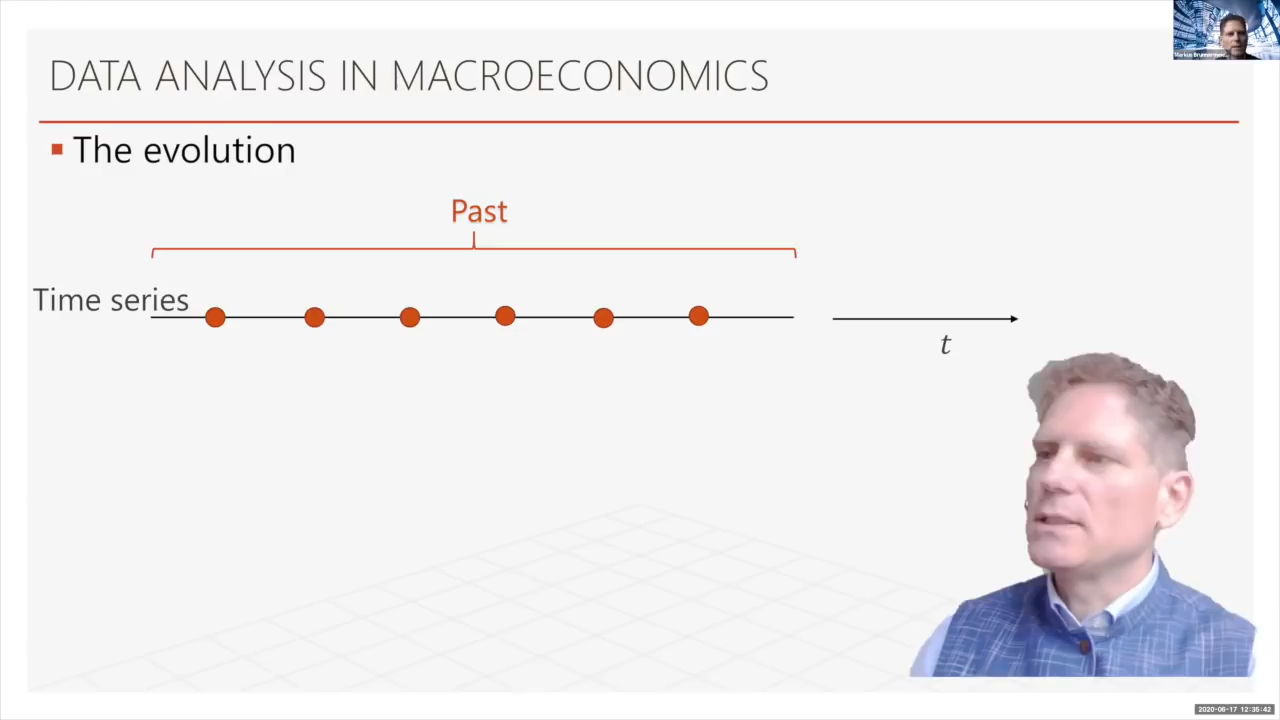 DATA ANALYSIS IN MACROECONOMICS
The evolution
Past
Time series
t
2020-06-17 12:35:42